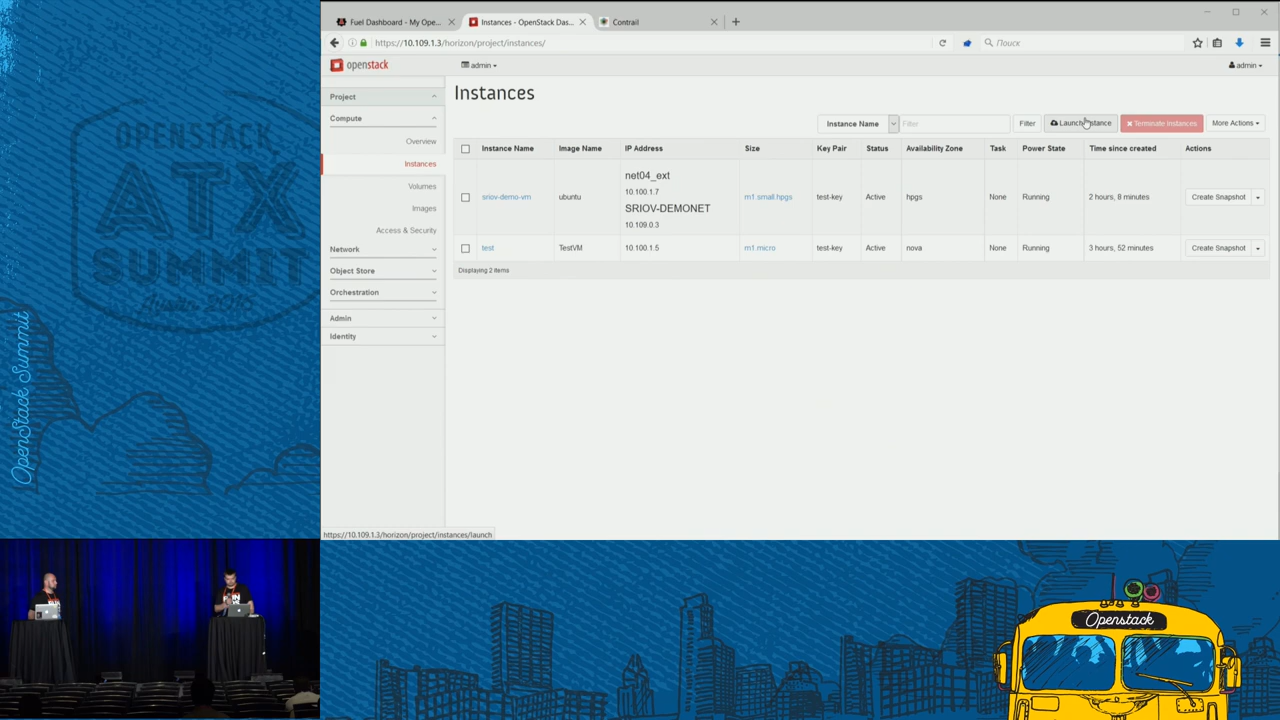 Fuel Dashboard - My Ope...
Instances - OpenStack Das...
Contrail
https://10.109.1.3/horizon/project/instances/
Поиск
openstack
admin
admin
Project
Compute
Overview
Instances
Volumes
Images
Access & Security
Network
Object Store
Orchestration
Admin
Identity
Instances
Instance Name
Filter
Filter
Launch Instance
Terminate Instances
More Actions
Instance Name Image Name IP Address Size Key Pair Status Availability Zone Task Power State Time since created Actions
net04_ext
10.100.1.7
SRIOV-DEMONET
10.109.0.3
sriov-demo-vm ubuntu m1.small.hpgs test-key Active hpgs None Running 2 hours, 8 minutes Create Snapshot
test TestVM 10.100.1.5 m1.micro test-key Active nova None Running 3 hours, 52 minutes Create Snapshot
Displaying 2 items
https://10.109.1.3/horizon/project/instances/launch
OPENSTACK
ATX
SUMMIT
Austin 2016
OpenStack Summit
Openstack